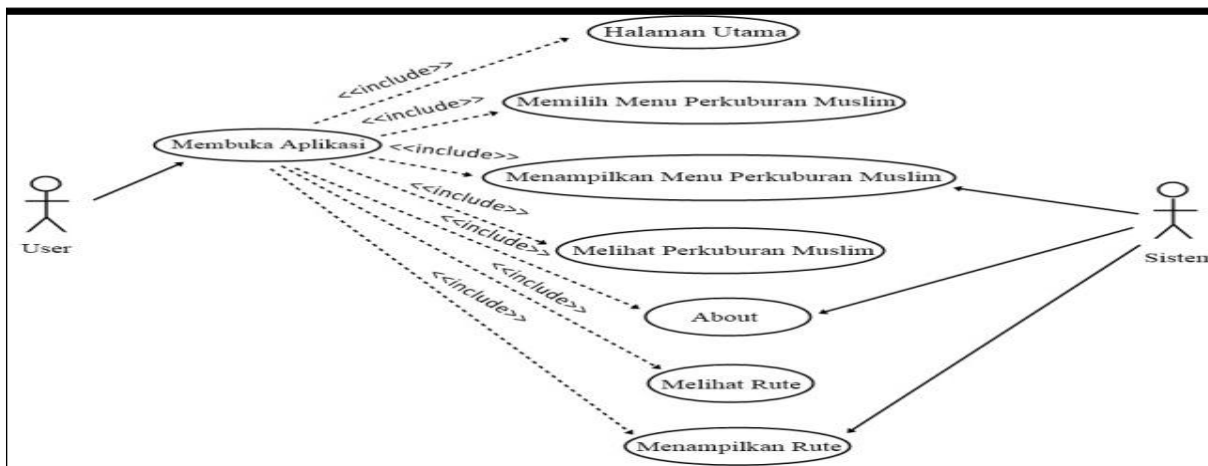 Halaman Utama
<<include>>
Memilih Menu Perkuburan Muslim
<<include>>
Membuka Aplikasi
<<include>>
Menampilkan Menu Perkuburan Muslim
<<include>>
User
<<include>>
Melihat Perkuburan Muslim
Sistem
<<include>>
<<include>>
About
Melihat Rute
Menampilkan Rute